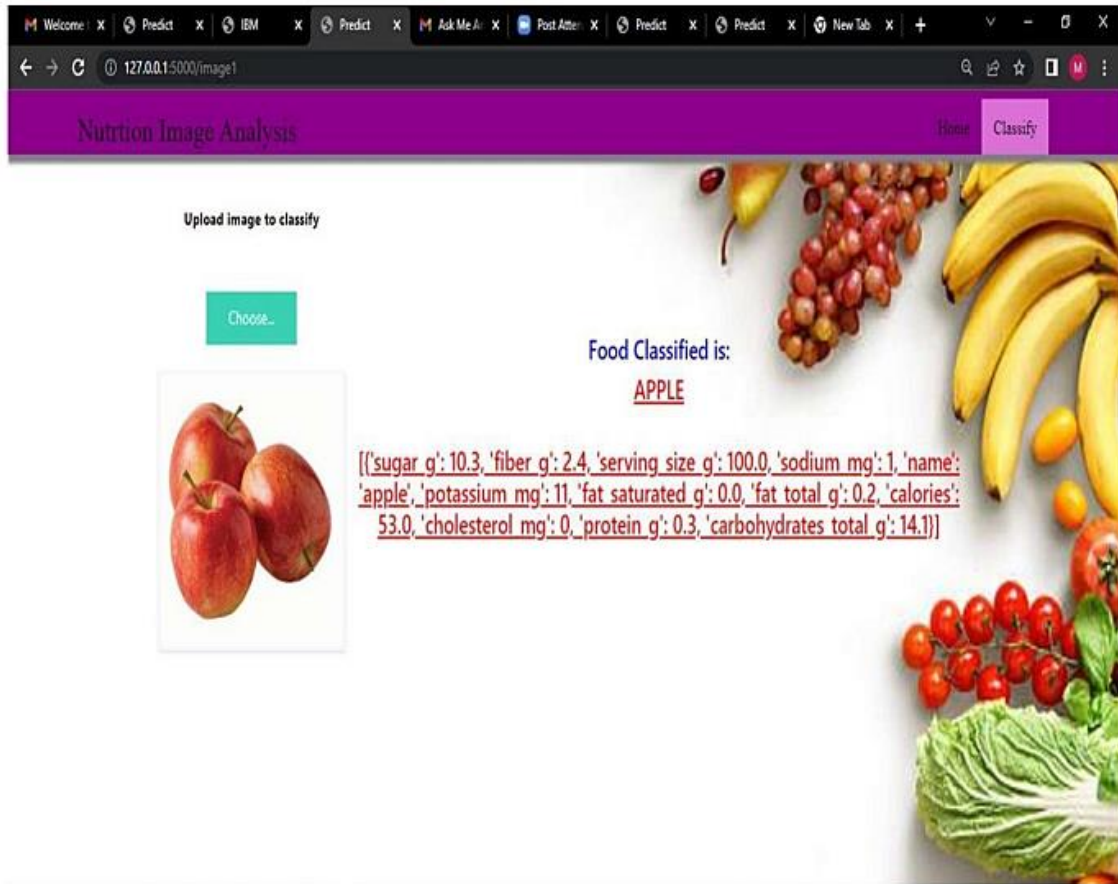 Welcome Predict IBM Predict Ask Me A Post Atten Predict Predict New Tab
127.0.0.1:5000/image1 M
Nutrtion Image Analysis Home Classify
Upload image to classify
Choose...
Food Classified is:
APPLE
[{'sugar_g': 10.3, 'fiber_g': 2.4, 'serving_size_g': 100.0, 'sodium_mg': 1, 'name':
'apple', 'potassium_mg': 11, 'fat_saturated_g': 0.0, 'fat_total_g': 0.2, 'calories':
53.0, 'cholesterol_mg': 0, 'protein_g': 0.3, 'carbohydrates_total_g': 14.1}]